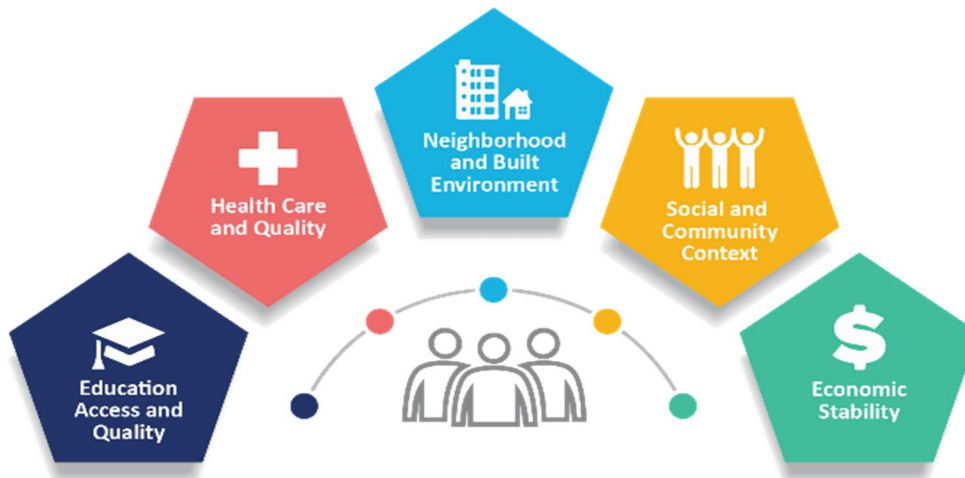 Education
Access and
Quality
Health Care
and Quality
Neighborhood
and Built
Environment
Social and
Community
Context
$
Economic
Stability